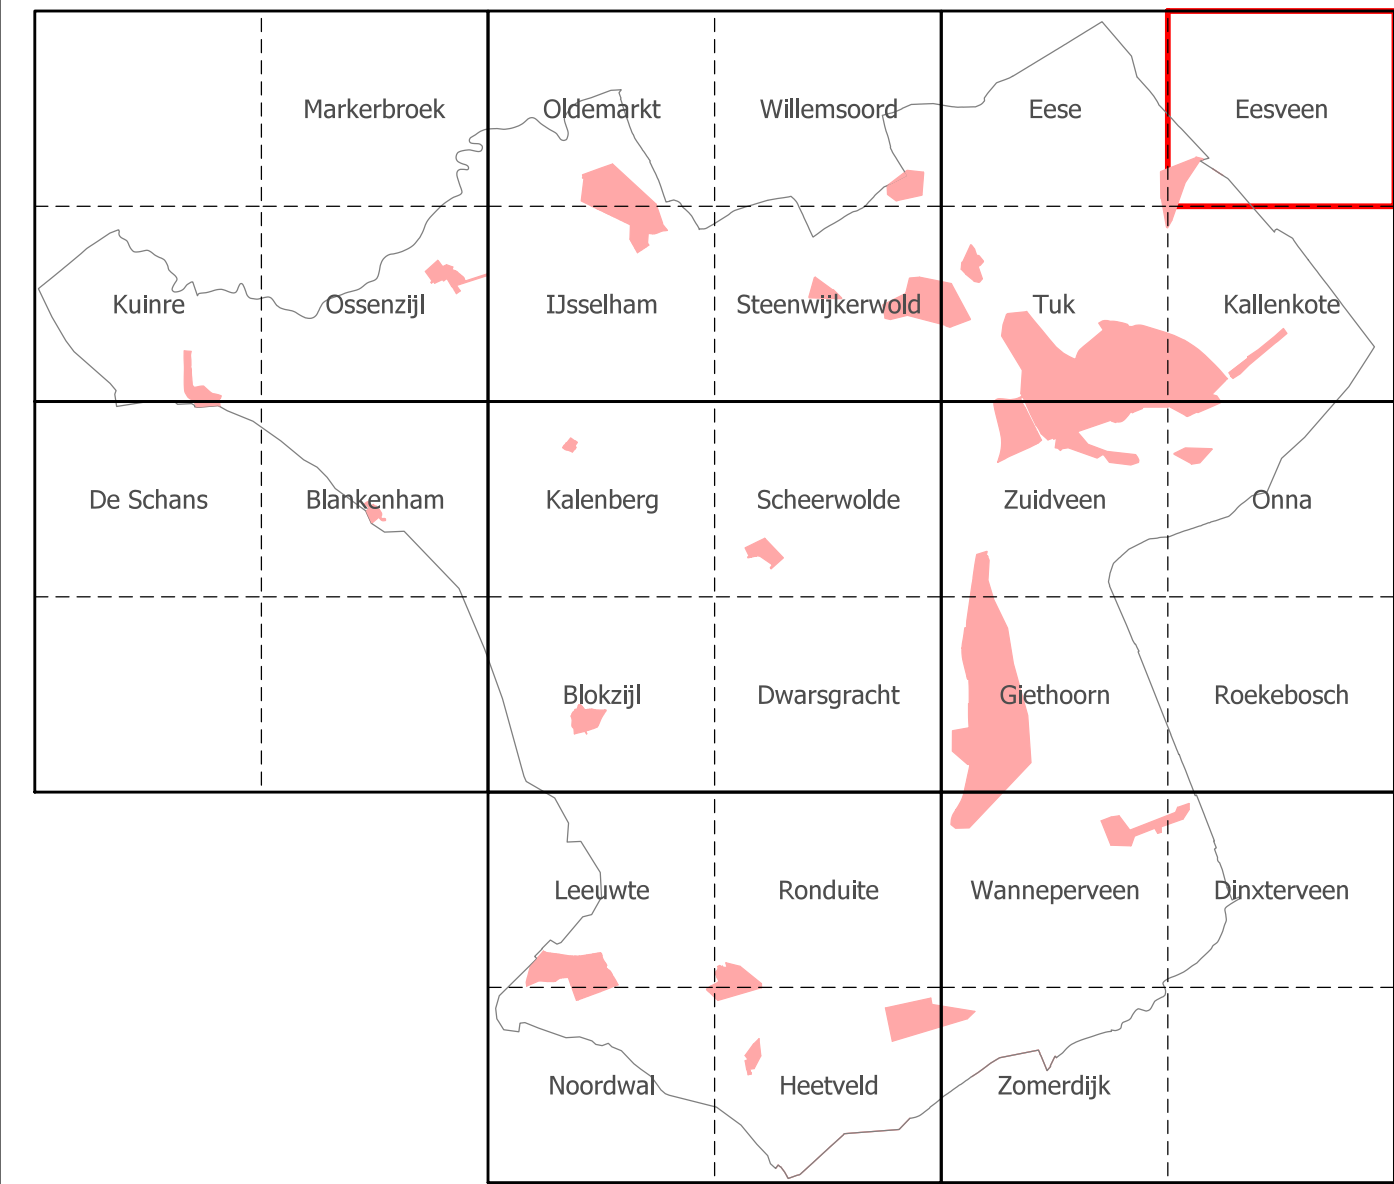 Markerbroek Oldemarkt Willemsoord Eese Eesveen
Kuinre Ossenzijl IJsselham Steenwijkerwold Tuk Kallenkote
De Schans Blankenham Kalenberg Scheerwolde Zuidveen Onna
Blokzijl Dwarsgracht Giethoorn Roekebosch
Leeuwte Ronduite Wanneperveen Dinxterveen
Noordwal Heetveld Zomerdijk